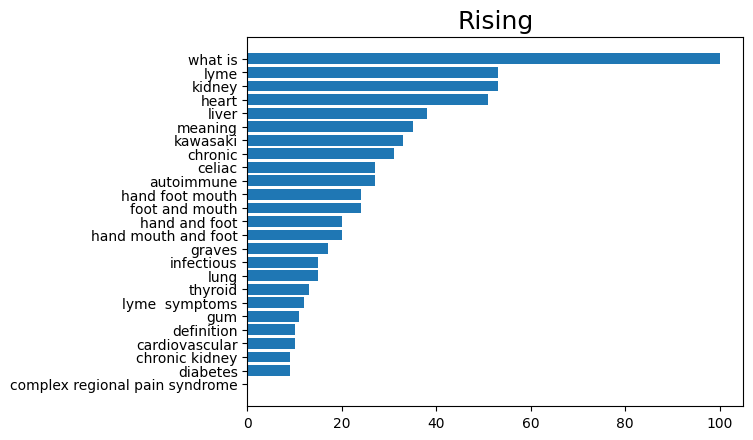 Rising
what is
lyme
kidney
heart
liver
meaning
kawasaki
chronic
celiac
autoimmune
hand foot mouth
foot and mouth
hand and foot
hand mouth and foot
graves
infectious
lung
thyroid
lyme  symptoms
gum
definition
cardiovascular
chronic kidney
diabetes
complex regional pain syndrome
0 20 40 60 80 100